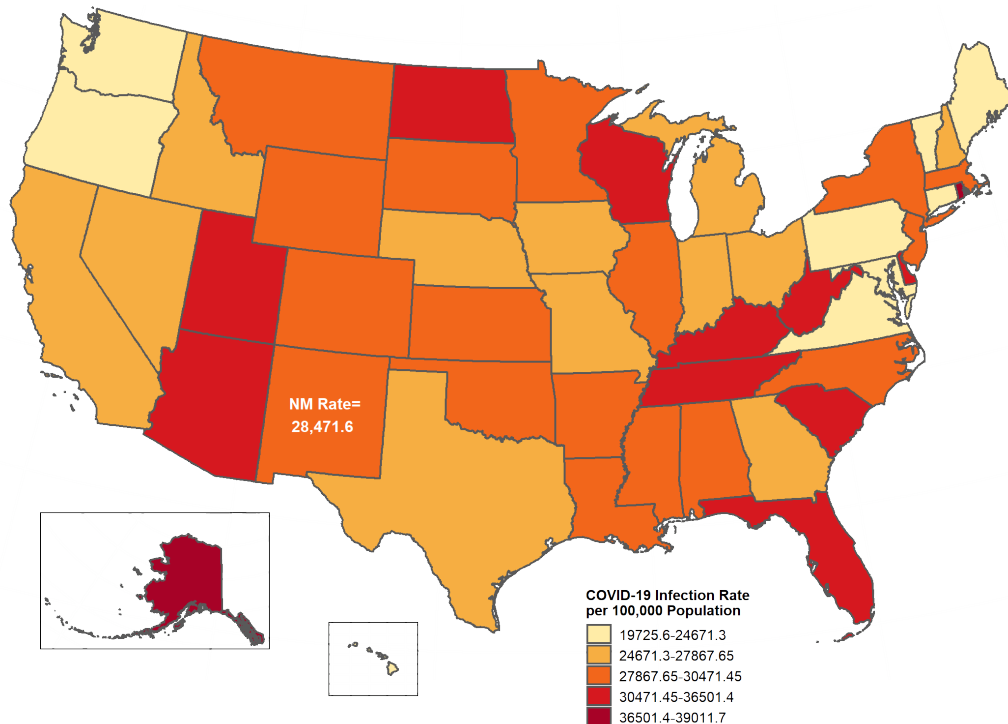 NM Rate=
28,471.6
COVID-19 Infection Rate
per 100,000 Population
19725.6-24671.3
24671.3-27867.65
27867.65-30471.45
30471.45-36501.4
36501.4-39011.7